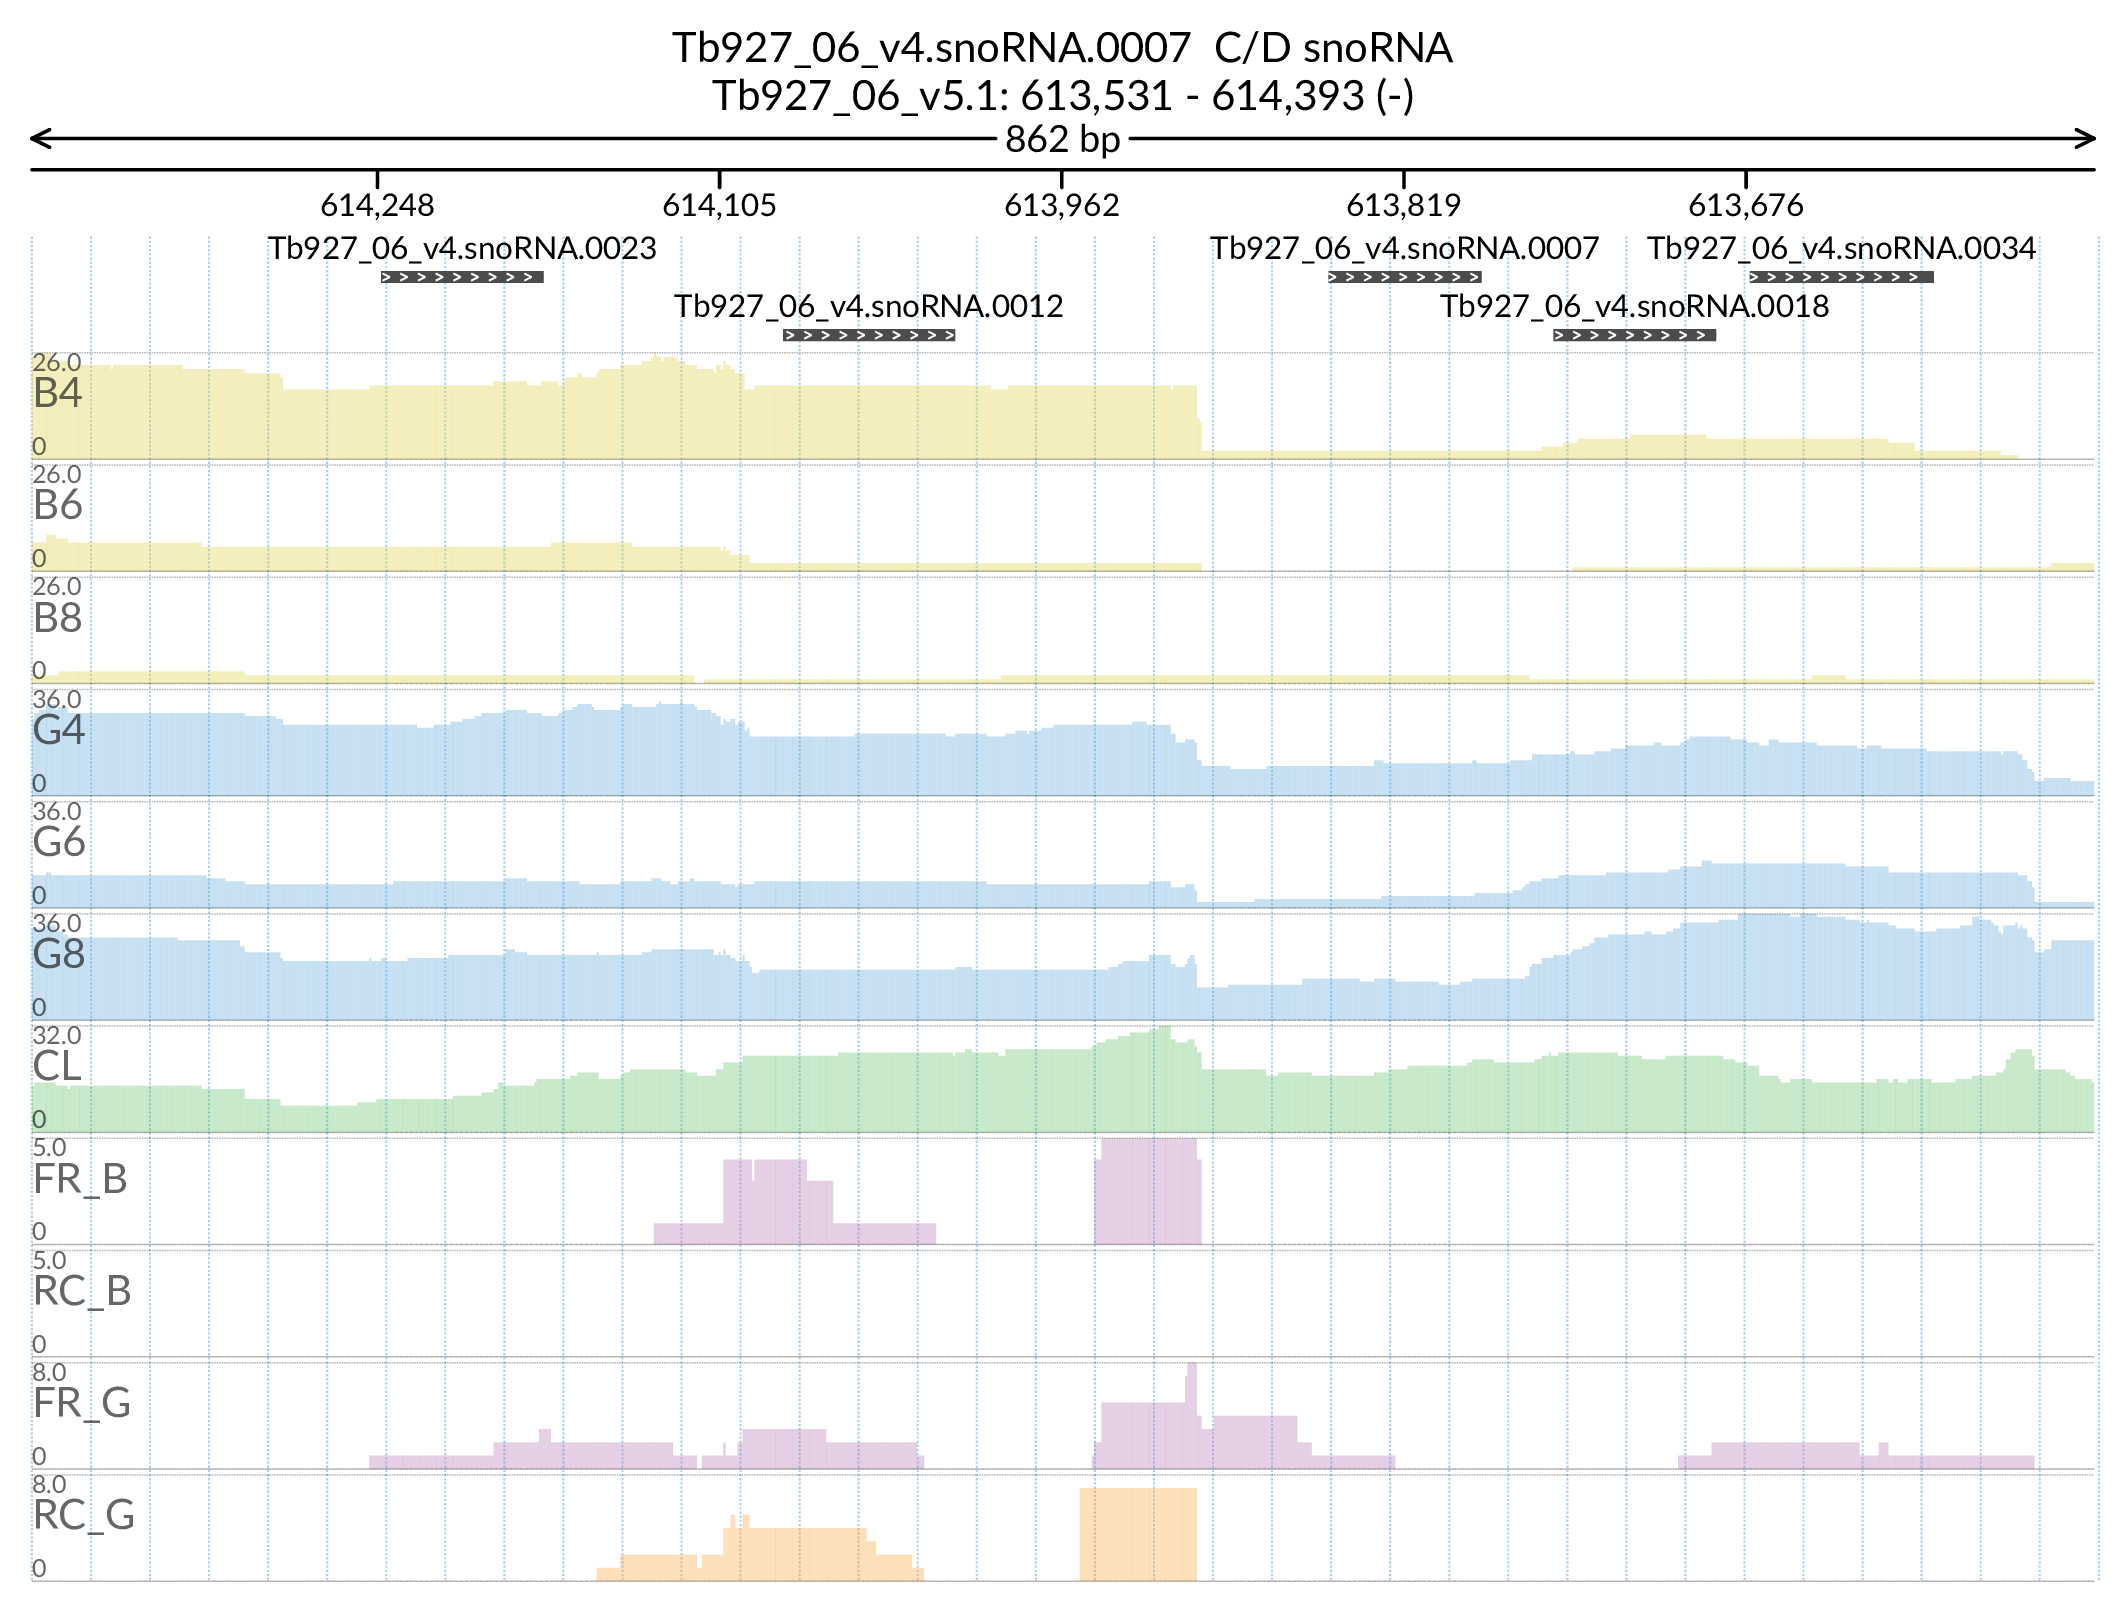 Tb927_06_v4.snoRNA.0007  C/D snoRNA
Tb927_06_v5.1: 613,531 - 614,393 (-)
862 bp
614,248 614,105 613,962 613,819 613,676
Tb927_06_v4.snoRNA.0023 Tb927_06_v4.snoRNA.0007 Tb927_06_v4.snoRNA.0034
Tb927_06_v4.snoRNA.0012 Tb927_06_v4.snoRNA.0018
26.0
B4
0
26.0
B6
0
26.0
B8
0
36.0
G4
0
36.0
G6
0
36.0
G8
0
32.0
CL
0
5.0
FR_B
0
5.0
RC_B
0
8.0
FR_G
0
8.0
RC_G
0